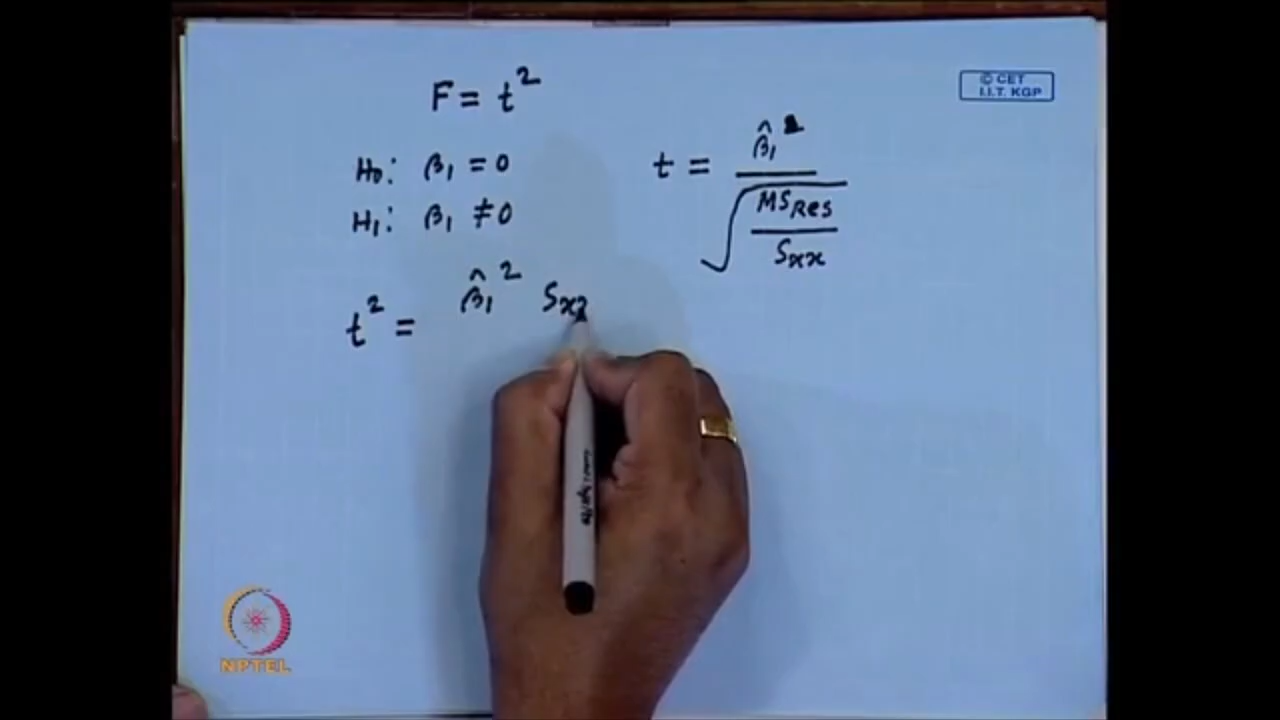 F = t²
© CET
I.I.T. KGP
H₀: β₁ = 0
H₁: β₁ ≠ 0
t = β̂₁ / √(MS_Res / S_xx)
t² = β̂₁² S_xx
NPTEL